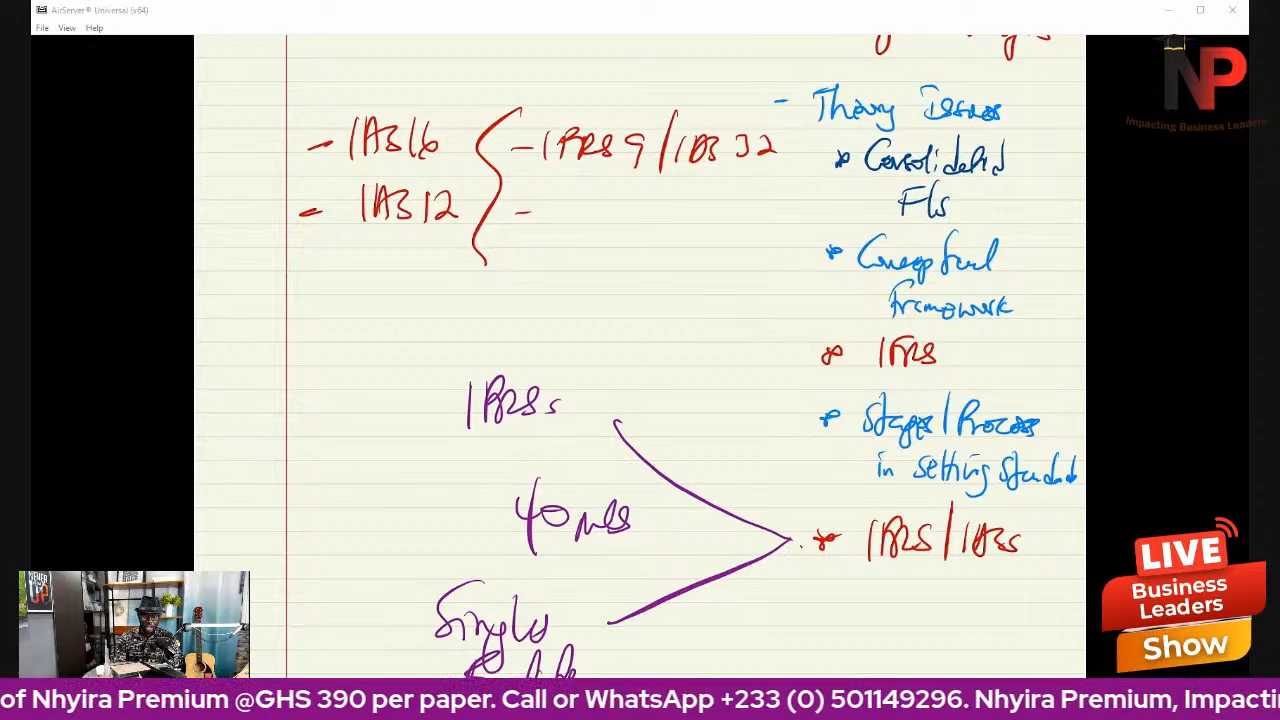 AirServer® Universal (x64)
File View Help
NP
Impacting Business Leaders
- Theory Issues
* Consolidated
F/s
* Conceptual
Framework
* IFRS
* Stages/Process
in setting standard
* IFRS/IASs
- IAS 16
- IAS 12
- IFRS 9/IAS 32
-
IFRSs
40 mks
Single
LIVE
Business
Leaders
Show
of Nhyira Premium @GHS 390 per paper. Call or WhatsApp +233 (0) 501149296. Nhyira Premium, Impacti